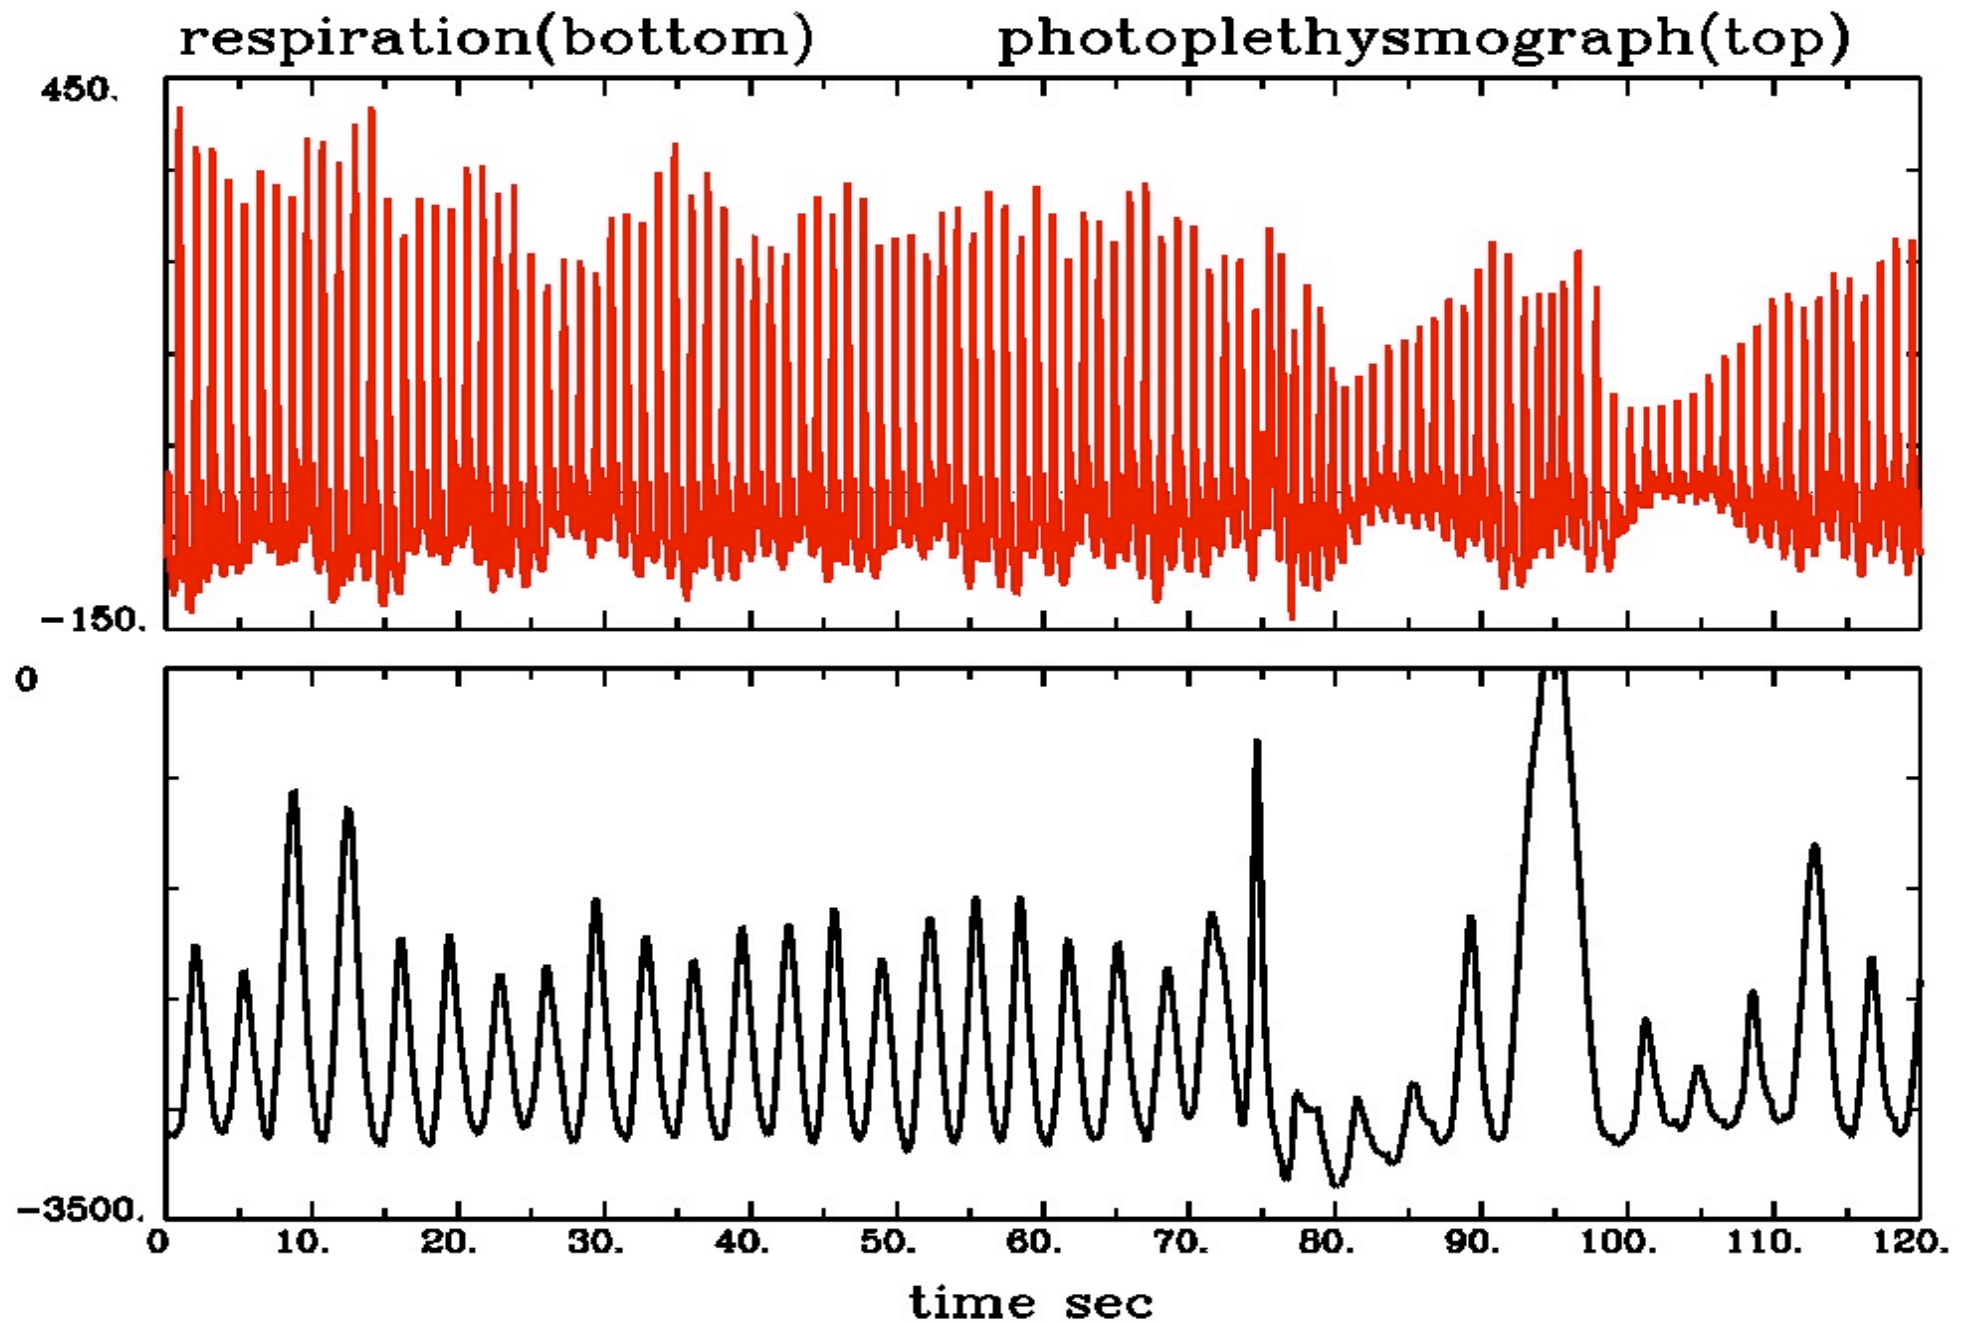 respiration(bottom) photoplethysmograph(top)
450.
-150.
0
-3500.
0 10. 20. 30. 40. 50. 60. 70. 80. 90. 100. 110. 120.
time sec